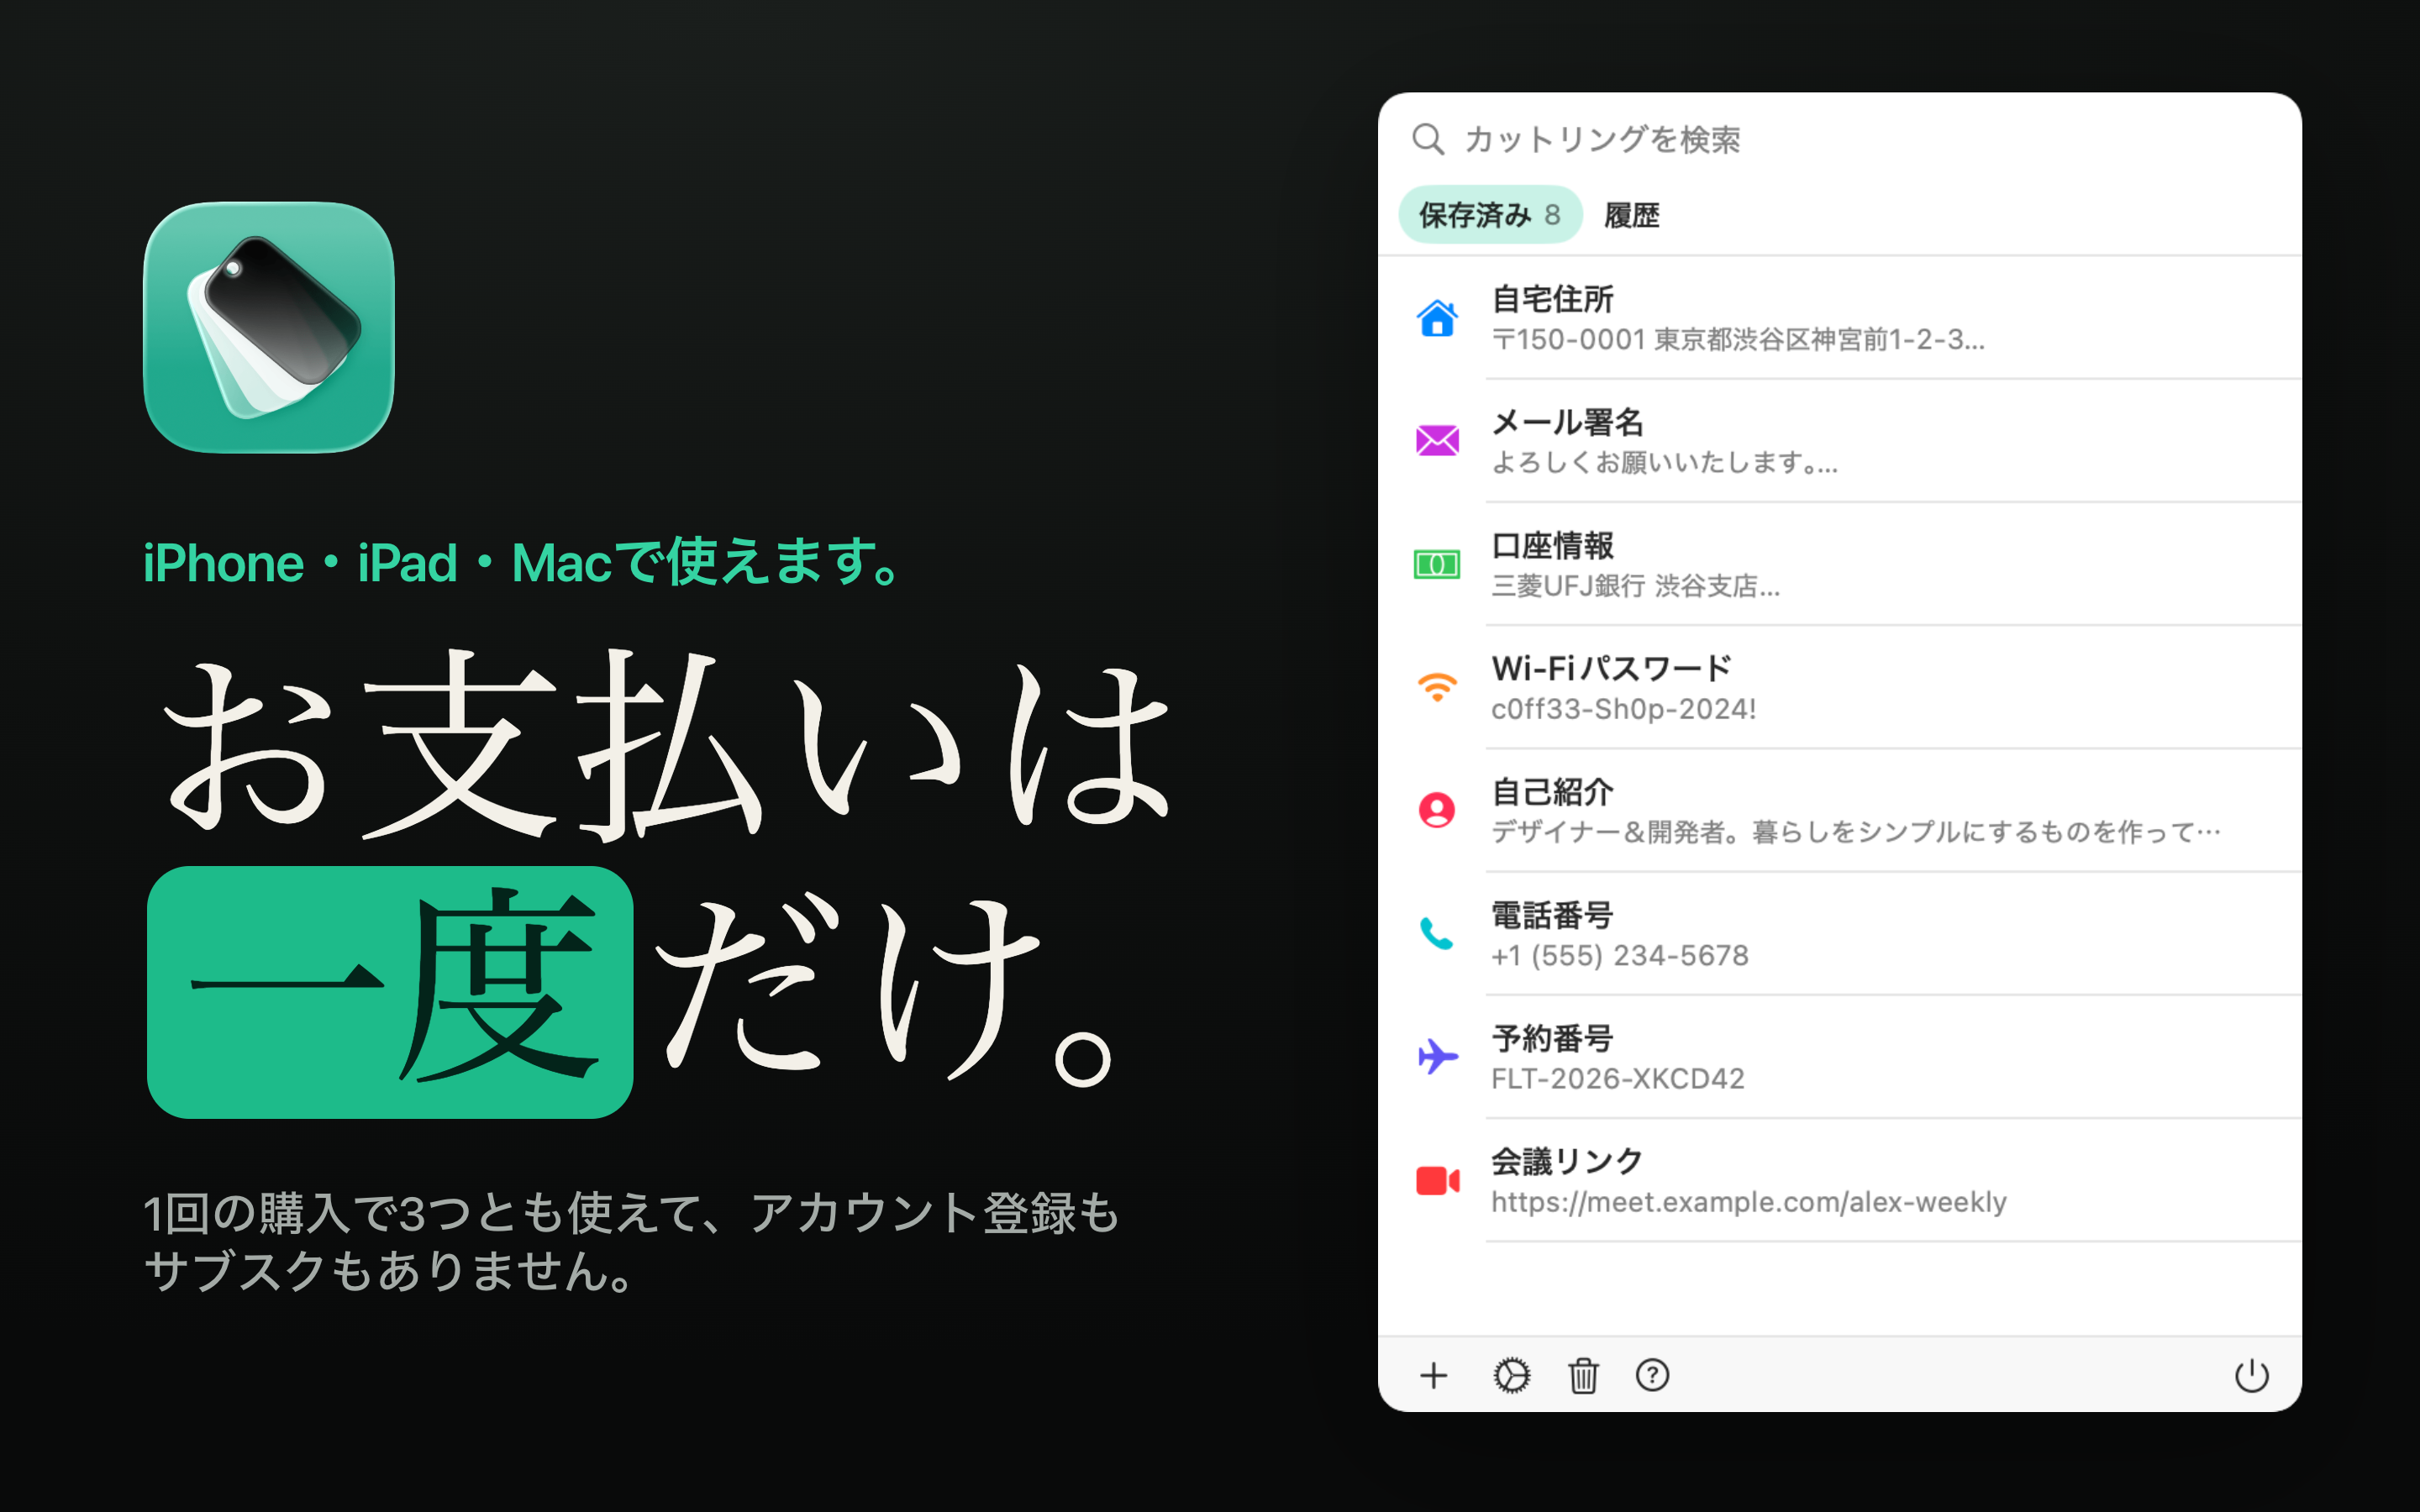 iPhone・iPad・Macで使えます。
お支払いは
一度だけ。
1回の購入で3つとも使えて、アカウント登録も
サブスクもありません。
カットリングを検索
保存済み 8 履歴
自宅住所
〒150-0001 東京都渋谷区神宮前1-2-3...
メール署名
よろしくお願いいたします。...
口座情報
三菱UFJ銀行 渋谷支店...
Wi-Fiパスワード
c0ff33-Sh0p-2024!
自己紹介
デザイナー＆開発者。暮らしをシンプルにするものを作って…
電話番号
+1 (555) 234-5678
予約番号
FLT-2026-XKCD42
会議リンク
https://meet.example.com/alex-weekly